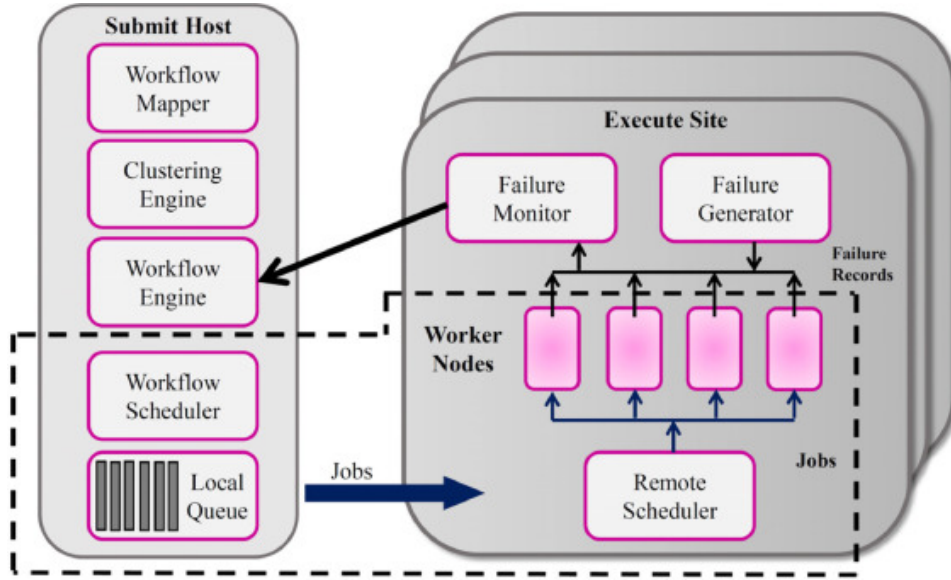 Submit Host
Workflow
Mapper
Clustering
Engine
Workflow
Engine
Workflow
Scheduler
Local
Queue
Jobs
Execute Site
Failure
Monitor
Failure
Generator
Failure
Records
Worker
Nodes
Jobs
Remote
Scheduler